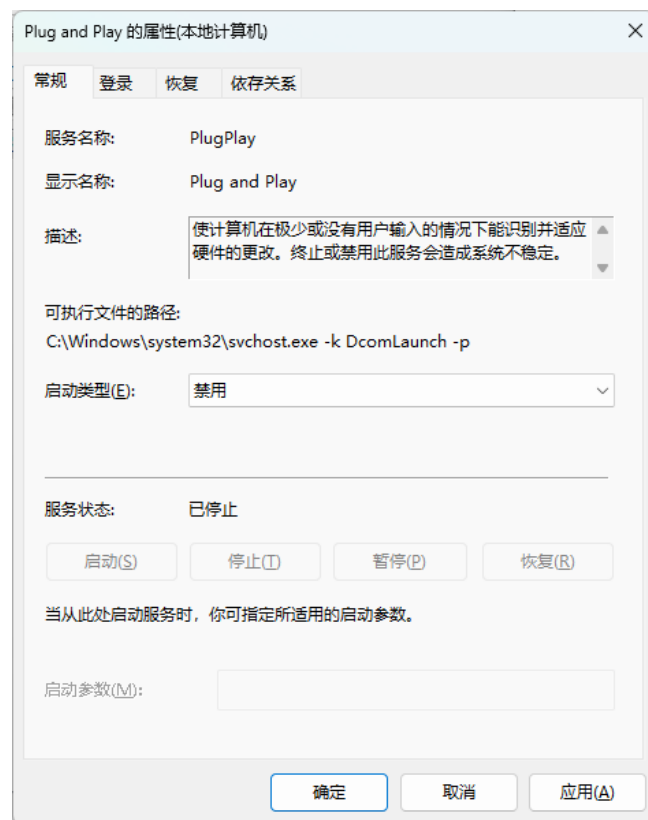 Plug and Play 的属性(本地计算机)
常规 登录 恢复 依存关系
服务名称: PlugPlay
显示名称: Plug and Play
描述: 使计算机在极少或没有用户输入的情况下能识别并适应
硬件的更改。终止或禁用此服务会造成系统不稳定。
可执行文件的路径:
C:\Windows\system32\svchost.exe -k DcomLaunch -p
启动类型(E): 禁用
服务状态: 已停止
启动(S) 停止(T) 暂停(P) 恢复(R)
当从此处启动服务时，你可指定所适用的启动参数。
启动参数(M):
确定 取消 应用(A)